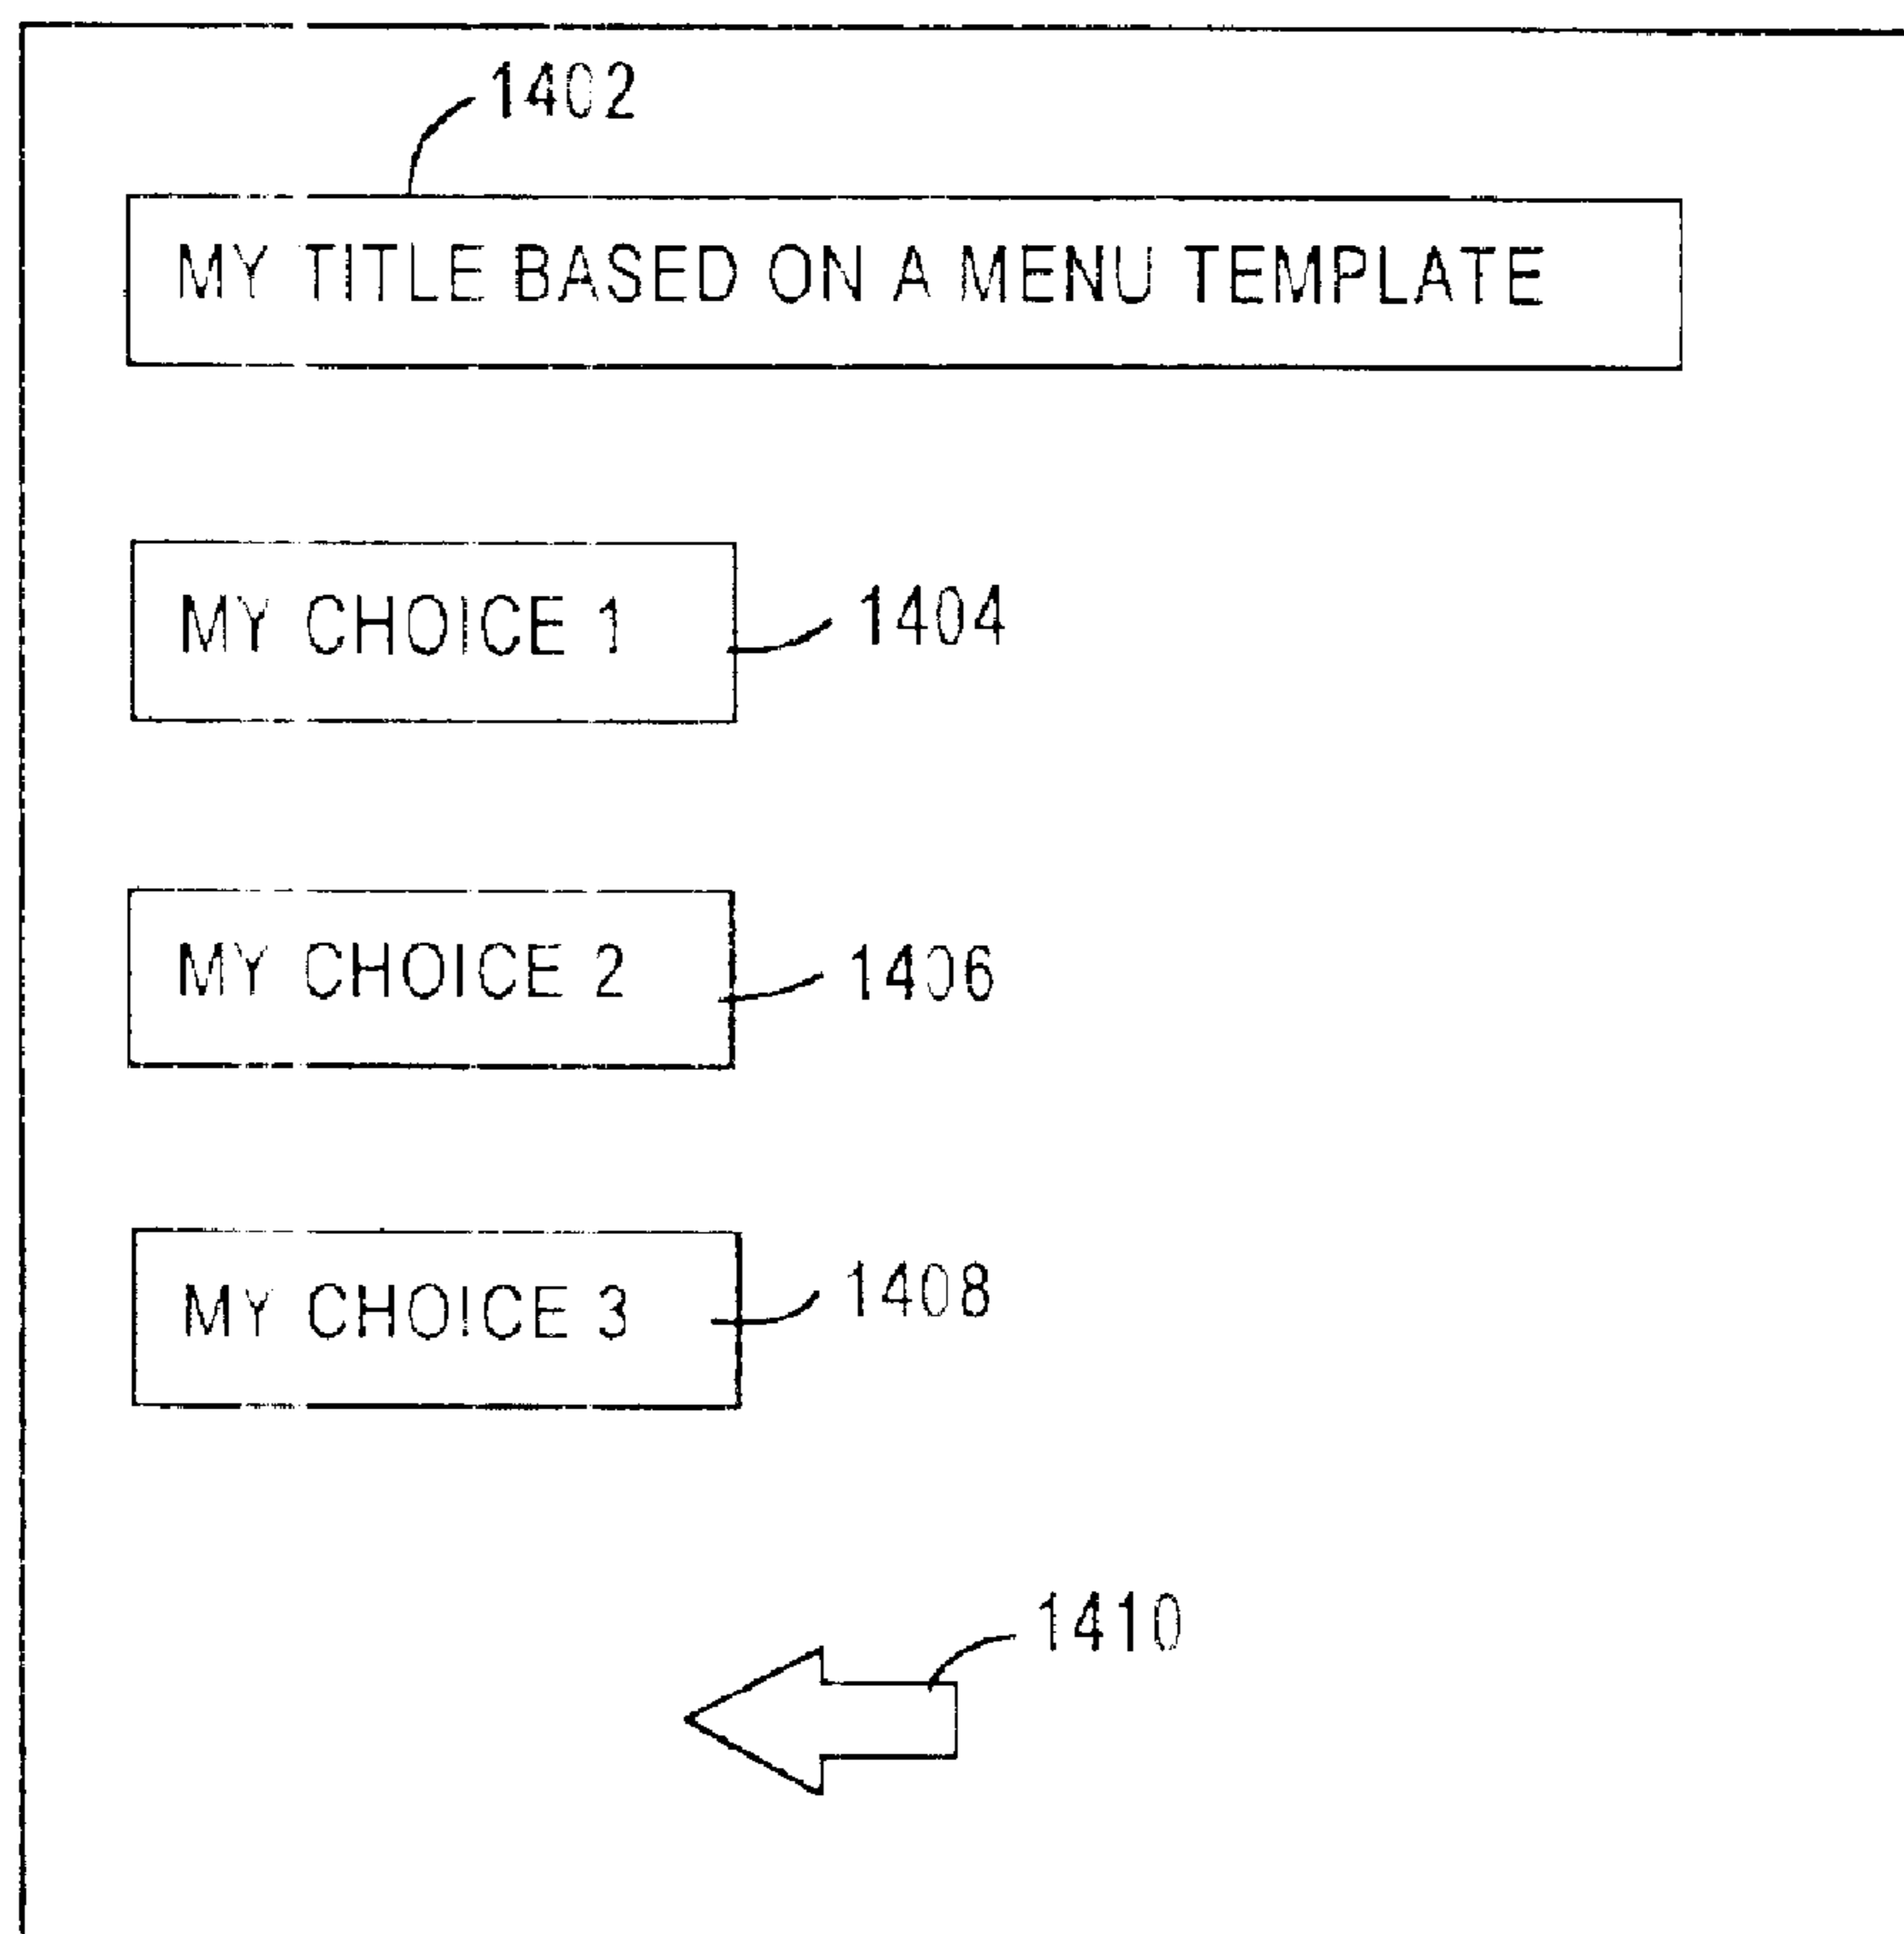 1402
MY TITLE BASED ON A MENU TEMPLATE
MY CHOICE 1
1404
MY CHOICE 2
1406
MY CHOICE 3
1408
1410